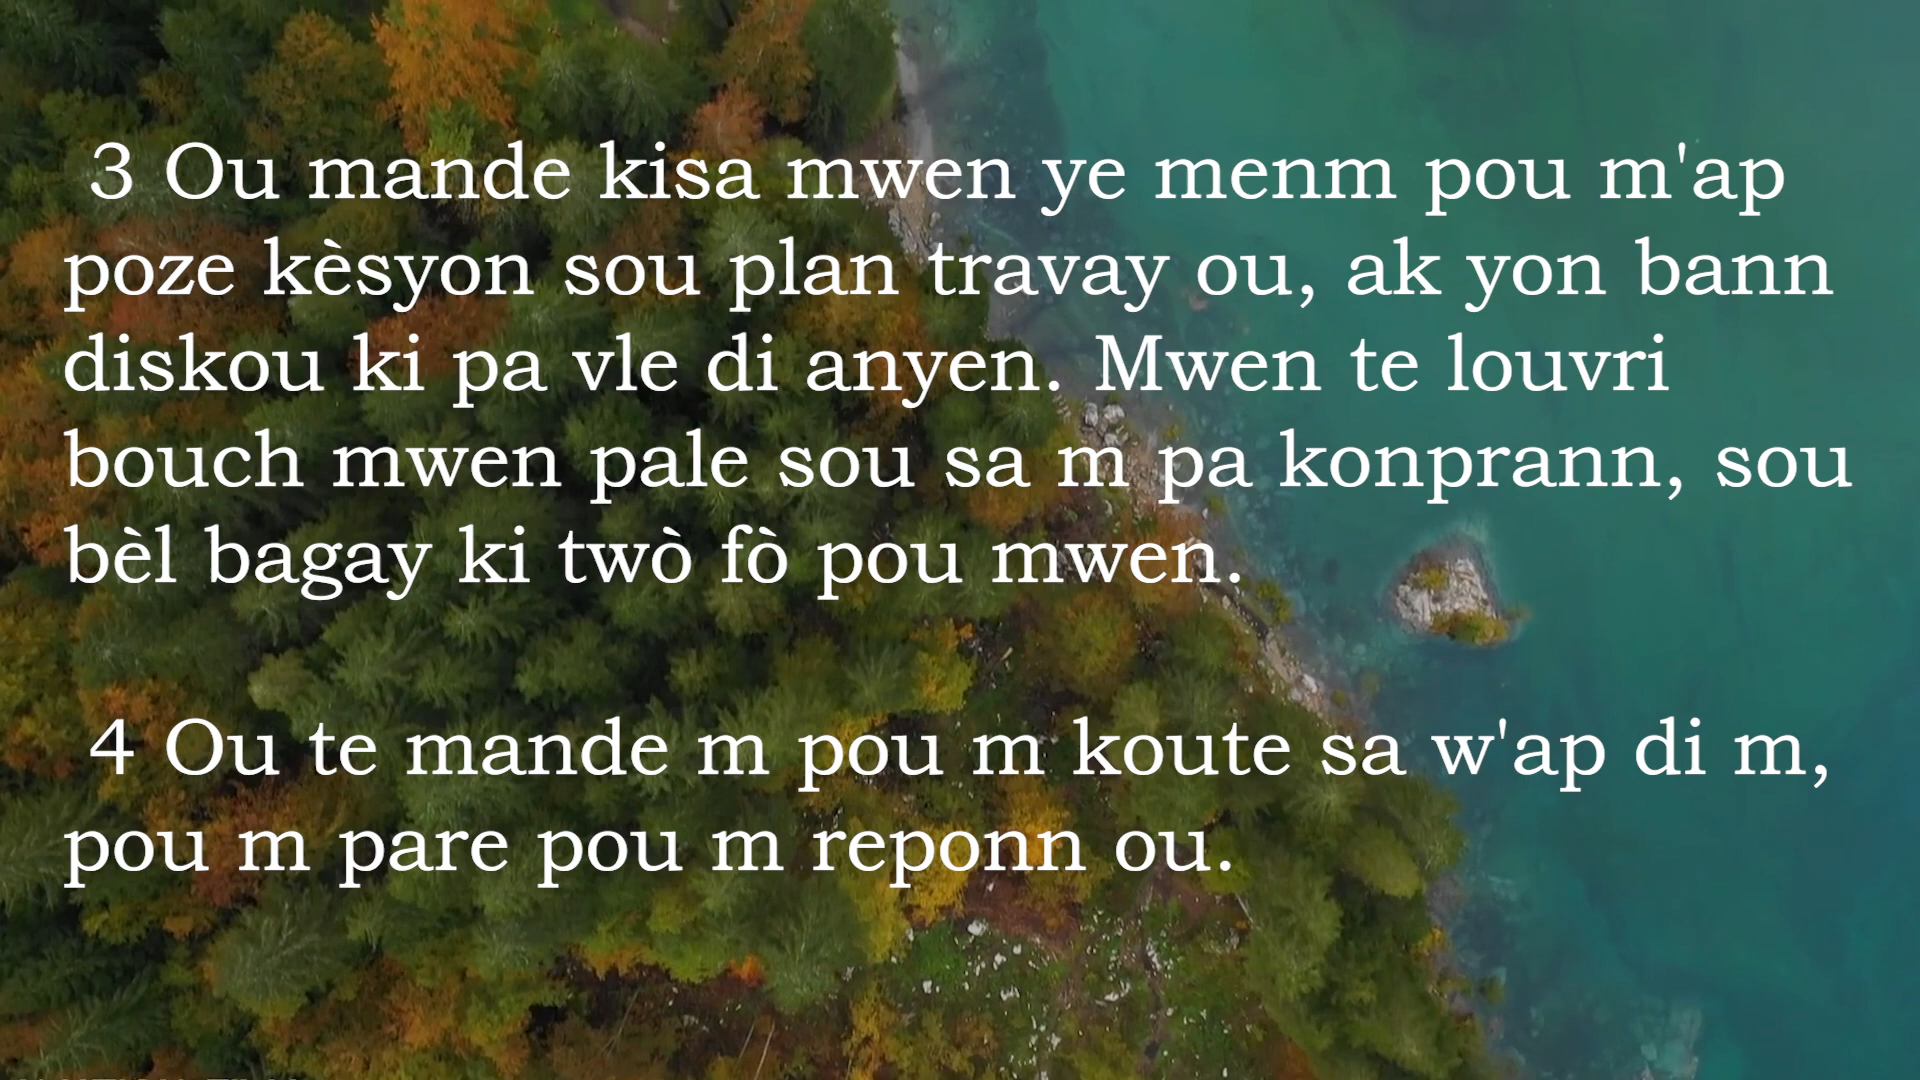 3 Ou mande kisa mwen ye menm pou m'ap
poze kèsyon sou plan travay ou, ak yon bann
diskou ki pa vle di anyen. Mwen te louvri
bouch mwen pale sou sa m pa konprann, sou
bèl bagay ki twò fò pou mwen.
4 Ou te mande m pou m koute sa w'ap di m,
pou m pare pou m reponn ou.